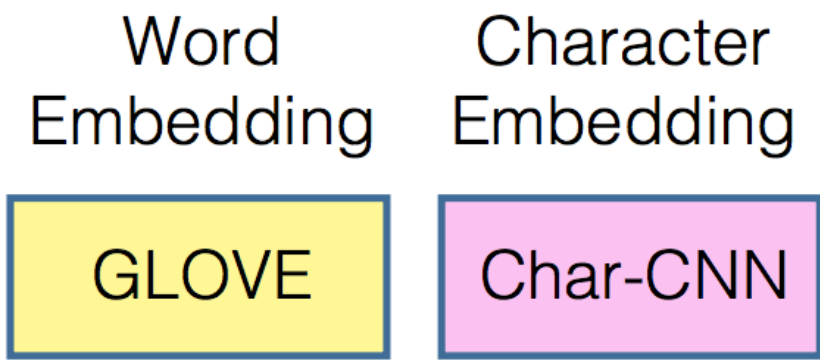 Word
Embedding
Character
Embedding
GLOVE
Char-CNN